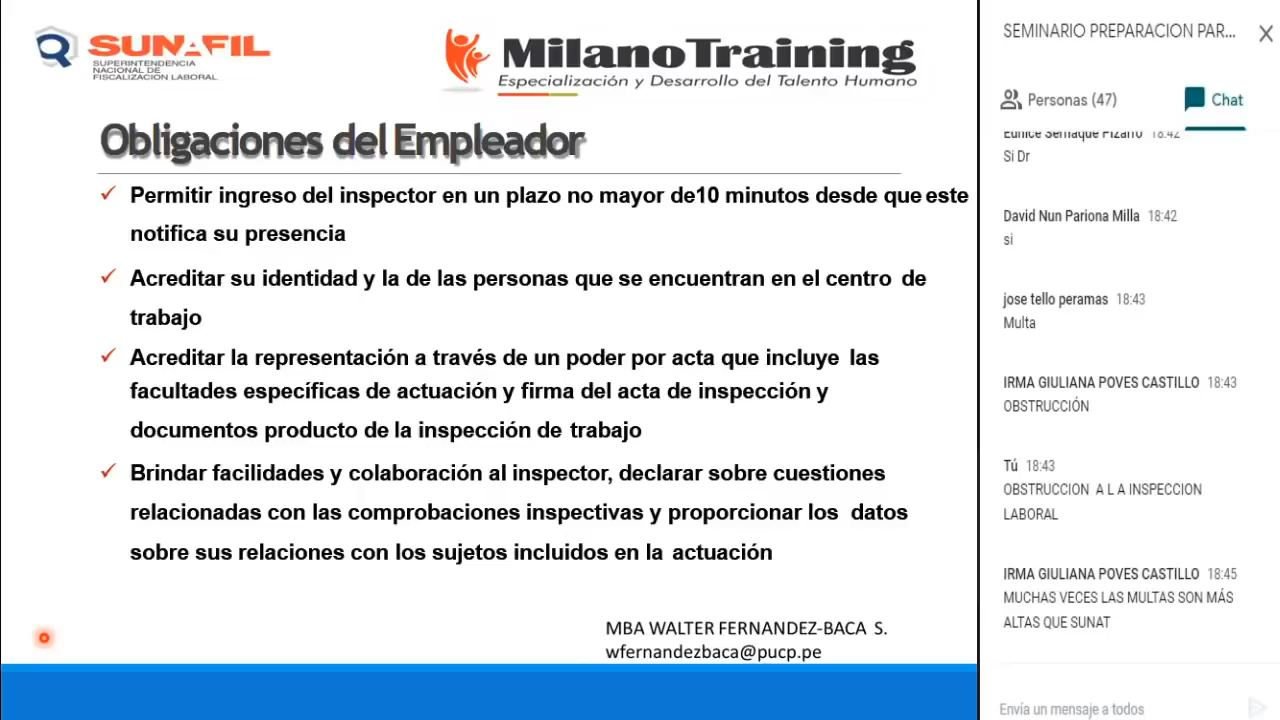 SUNAFIL
SUPERINTENDENCIA
NACIONAL DE
FISCALIZACIÓN LABORAL
Milano Training
Especialización y Desarrollo del Talento Humano
Obligaciones del Empleador
Permitir ingreso del inspector en un plazo no mayor de10 minutos desde que este
notifica su presencia
Acreditar su identidad y la de las personas que se encuentran en el centro de
trabajo
Acreditar la representación a través de un poder por acta que incluye las
facultades específicas de actuación y firma del acta de inspección y
documentos producto de la inspección de trabajo
Brindar facilidades y colaboración al inspector, declarar sobre cuestiones
relacionadas con las comprobaciones inspectivas y proporcionar los datos
sobre sus relaciones con los sujetos incluidos en la actuación
MBA WALTER FERNANDEZ-BACA S.
wfernandezbaca@pucp.pe
SEMINARIO PREPARACION PAR...
Personas (47)
Chat
Eunice Sernaque Pizarro 18:42
Si Dr
David Nun Pariona Milla 18:42
si
jose tello peramas 18:43
Multa
IRMA GIULIANA POVES CASTILLO 18:43
OBSTRUCCIÓN
Tú 18:43
OBSTRUCCION A L A INSPECCION
LABORAL
IRMA GIULIANA POVES CASTILLO 18:45
MUCHAS VECES LAS MULTAS SON MÁS
ALTAS QUE SUNAT
Envía un mensaje a todos